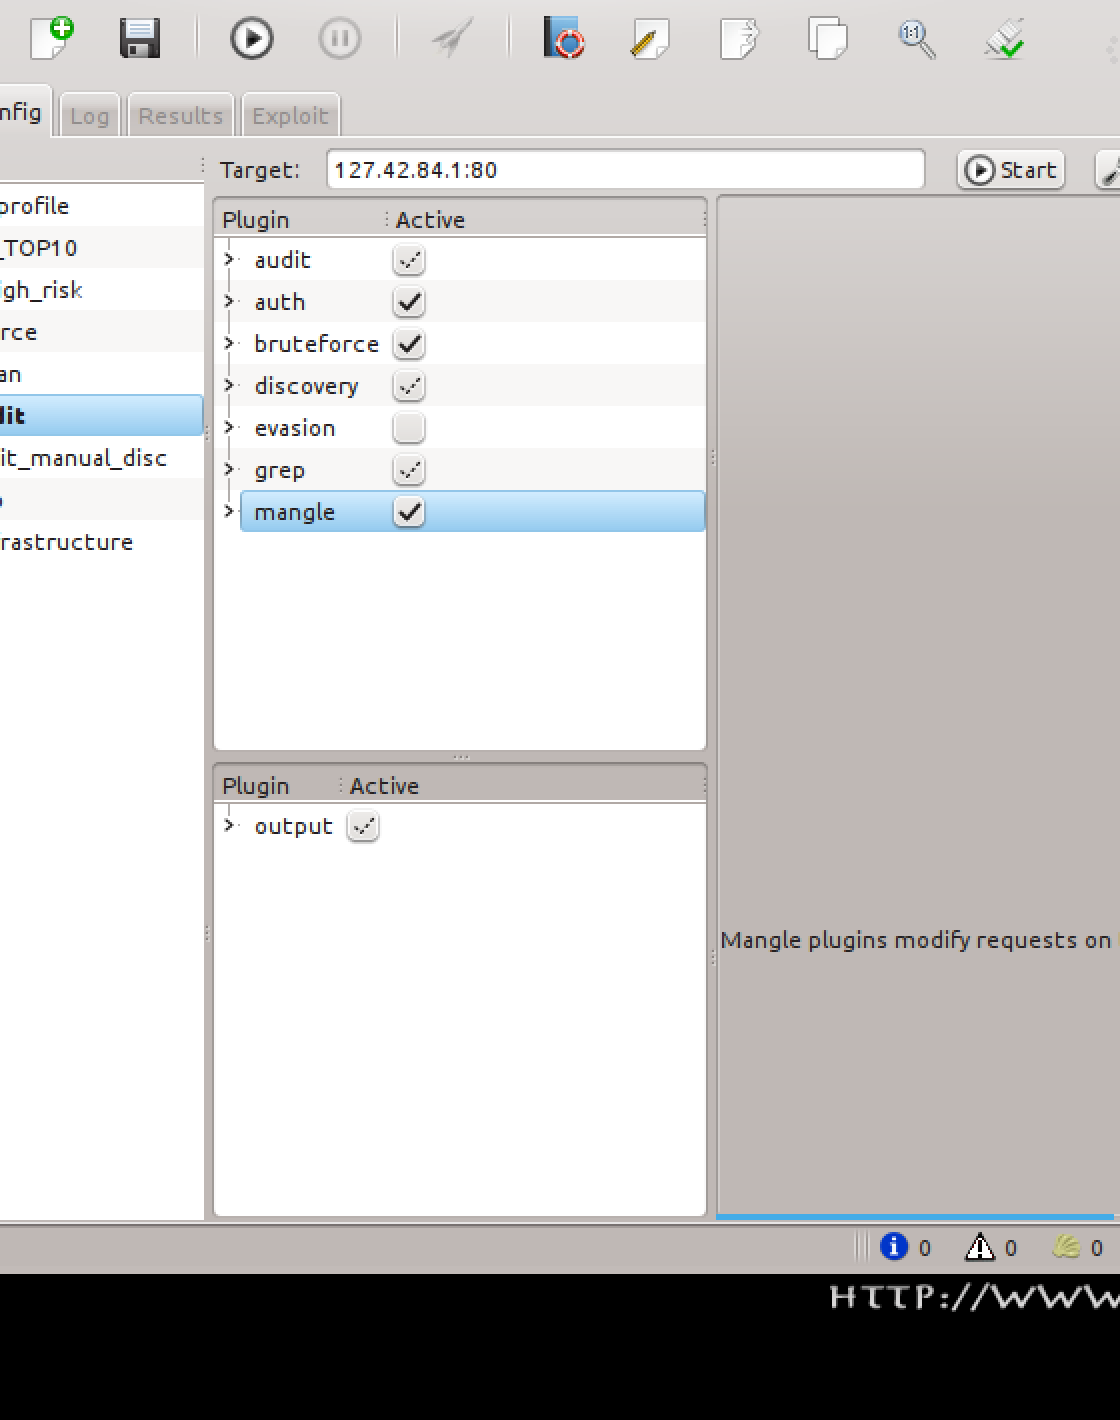 nfig Log Results Exploit
Target: 127.42.84.1:80 Start
profile
_TOP10
igh_risk
rce
an
dit
it_manual_disc
rastructure
Plugin Active
audit
auth
bruteforce
discovery
evasion
grep
mangle
Plugin Active
output
Mangle plugins modify requests on
0 0 0
HTTP://WWW
1:1